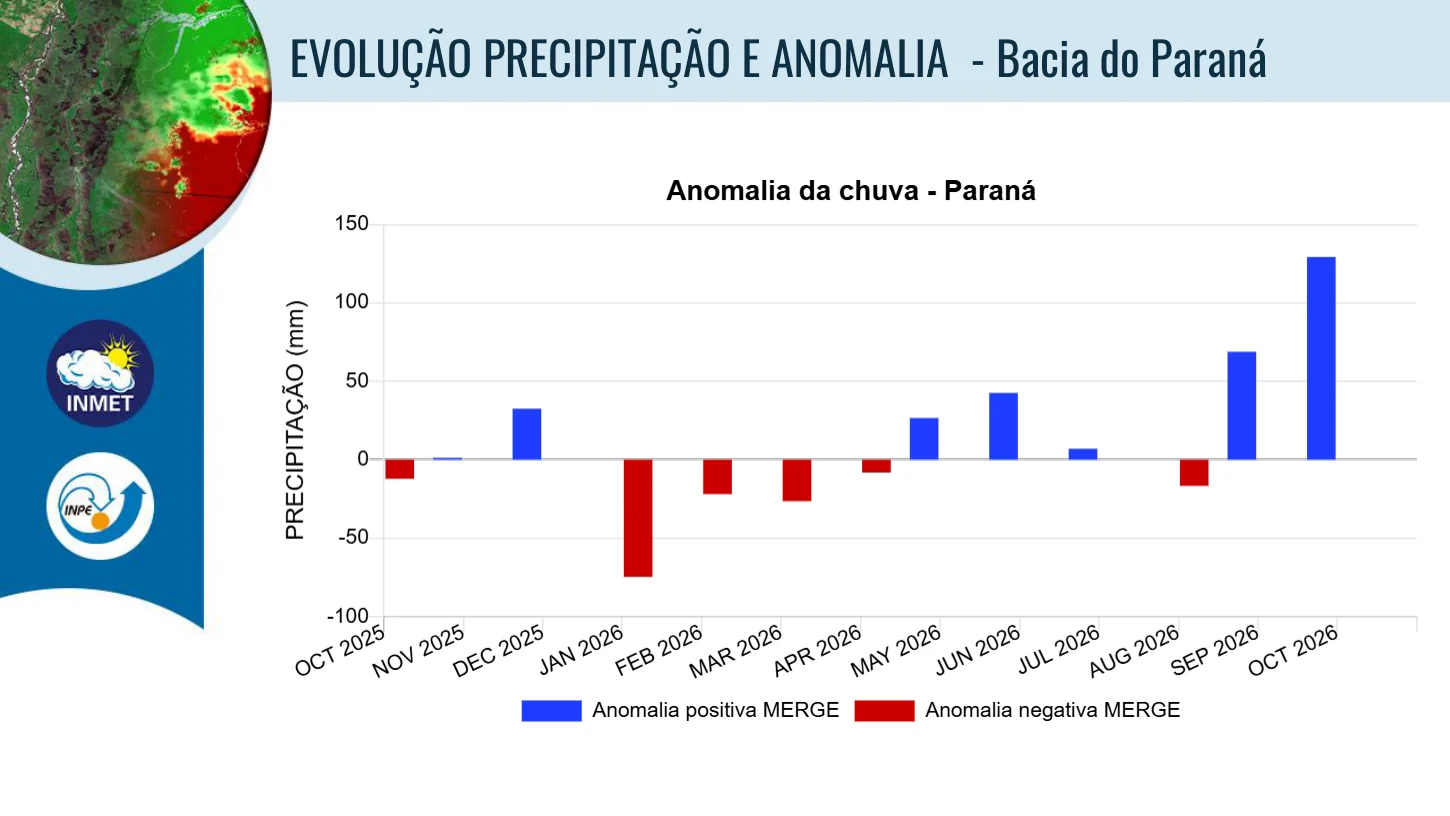 EVOLUÇÃO PRECIPITAÇÃO E ANOMALIA - Bacia do Paraná
Anomalia da chuva - Paraná
PRECIPITAÇÃO (mm)
150
100
50
0
-50
-100
OCT 2025
NOV 2025
DEC 2025
JAN 2026
FEB 2026
MAR 2026
APR 2026
MAY 2026
JUN 2026
JUL 2026
AUG 2026
SEP 2026
OCT 2026
Anomalia positiva MERGE
Anomalia negativa MERGE
INMET
INPE